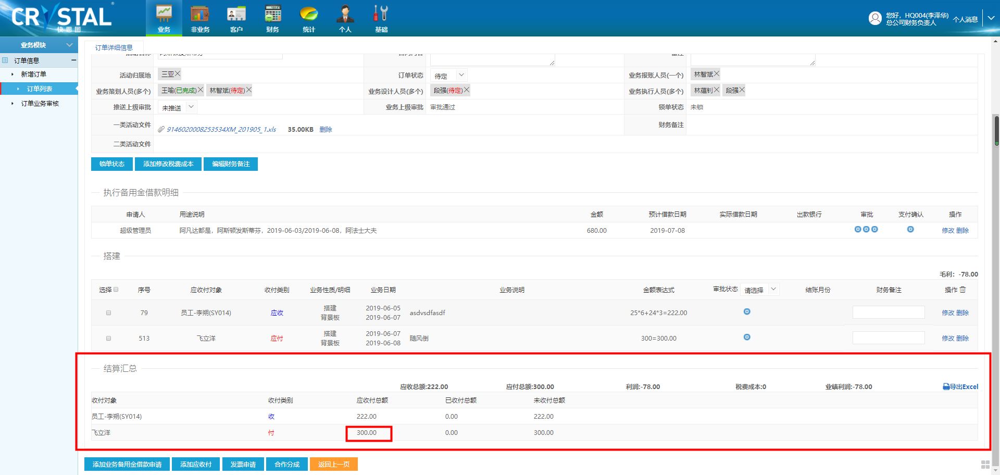 CRYSTAL
快思图
业务
非业务
客户
财务
统计
个人
基础
您好，HQ004(李泽华)
总公司财务负责人
个人消息
业务模块
订单信息
新增订单
订单列表
订单业务审核
订单详细信息
活动归属地 三亚 订单状态 待定 业务报账人员(一个) 林智斌
业务策划人员(多个) 王喻(已完成) 林智斌(待定) 业务设计人员(多个) 段强(待定) 业务执行人员(多个) 林蕴钊 段强
推送上级审批 未推送 业务上级审批 审批通过 锁单状态 未锁
一类活动文件 9146020008253534XM_201905_1.xls 35.00KB 删除 财务备注
二类活动文件
锁单状态 添加修改税费成本 编辑财务备注
执行备用金借款明细
申请人 用途说明 金额 预计借款日期 实际借款日期 出款银行 审批 支付确认 操作
超级管理员 阿凡达都是，阿斯顿发斯蒂芬，2019-06-03/2019-06-08，阿法士大夫 680.00 2019-07-08 修改 删除
搭建
毛利：-78.00
选择 序号 应收付对象 收付类别 业务性质/明细 业务日期 业务说明 金额表达式 审批状态 请选择 结账月份 财务备注 操作
79 员工-李朔(SY014) 应收 搭建 背景板 2019-06-05 2019-06-07 asdvsdfasdf 25*6+24*3=222.00 修改 删除
513 飞立洋 应付 搭建 背景板 2019-06-07 2019-06-08 随风倒 300=300.00 修改 删除
结算汇总
应收总额:222.00 应付总额:300.00 利润:-78.00 税费成本:0 业绩利润:-78.00 导出Excel
收付对象 收付类别 应收付总额 已收付总额 未收付总额
员工-李朔(SY014) 收 222.00 0.00 222.00
飞立洋 付 300.00 0.00 300.00
添加业务备用金借款申请 添加应收付 发票申请 合作分成 返回上一页